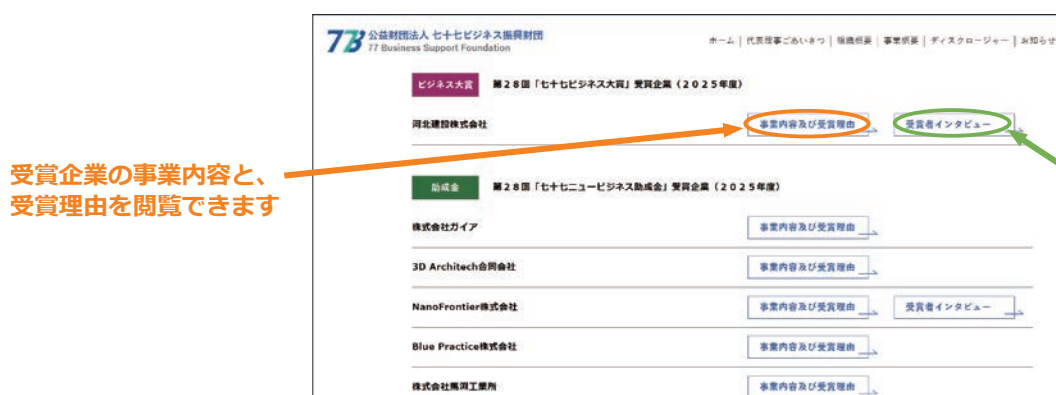 77B 公益財団法人 七十七ビジネス振興財団
77 Business Support Foundation
ホーム | 代表理事ごあいさつ | 組織概要 | 事業概要 | ディスクロージャー | お知らせ
ビジネス大賞 第28回「七十七ビジネス大賞」受賞企業(2025年度)
河北建設株式会社 事業内容及び受賞理由 受賞者インタビュー
受賞企業の事業内容と、
受賞理由を閲覧できます
助成金 第28回「七十七ニュービジネス助成金」受賞企業(2025年度)
株式会社ガイア 事業内容及び受賞理由
3D Architech合同会社 事業内容及び受賞理由
NanoFrontier株式会社 事業内容及び受賞理由 受賞者インタビュー
Blue Practice株式会社 事業内容及び受賞理由
株式会社馬渕工業所 事業内容及び受賞理由